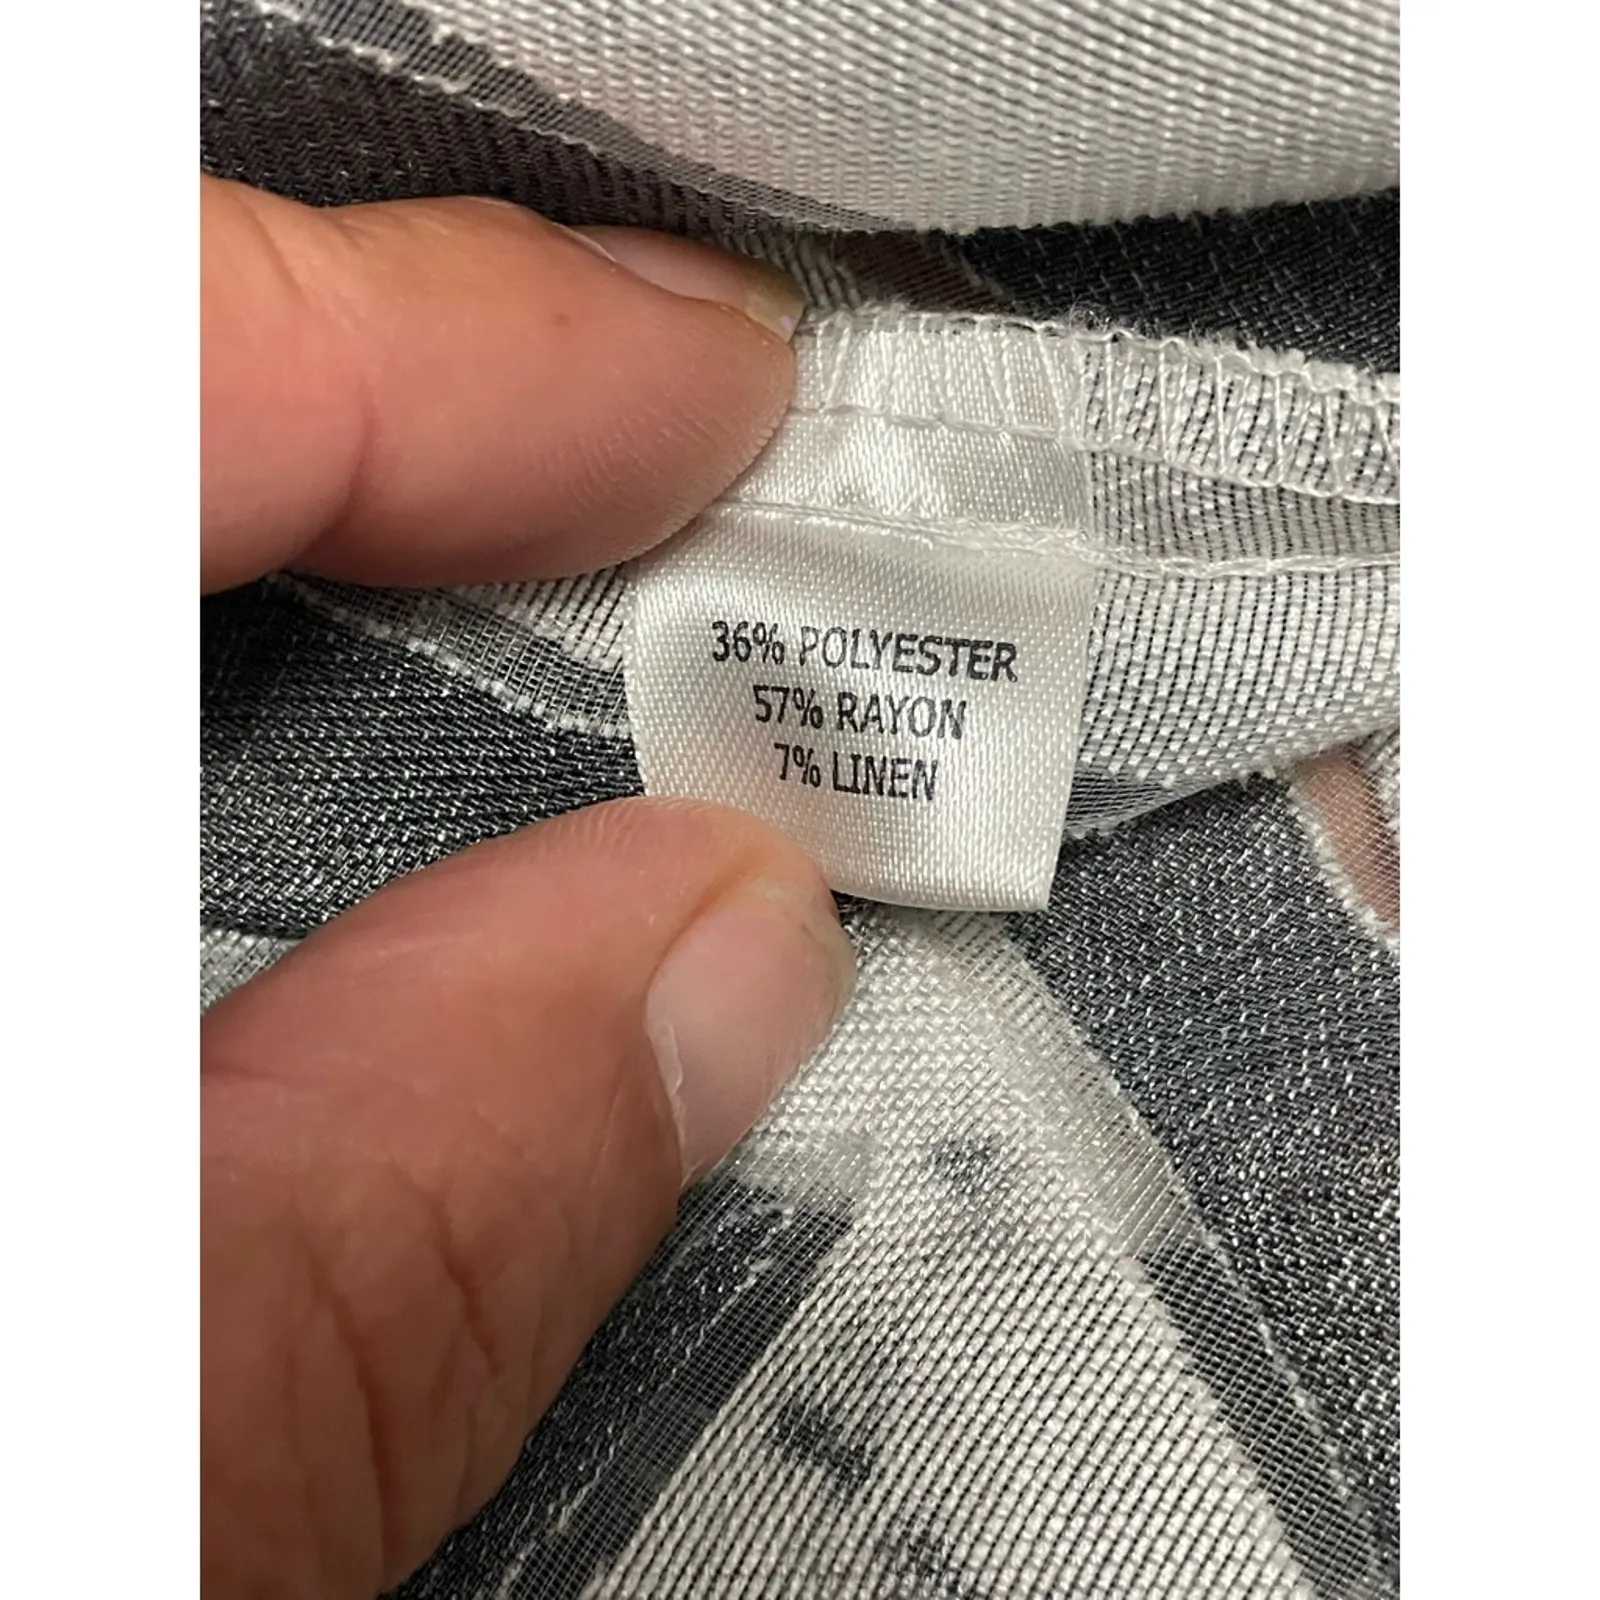 36% POLYESTER
57% RAYON
7% LINEN